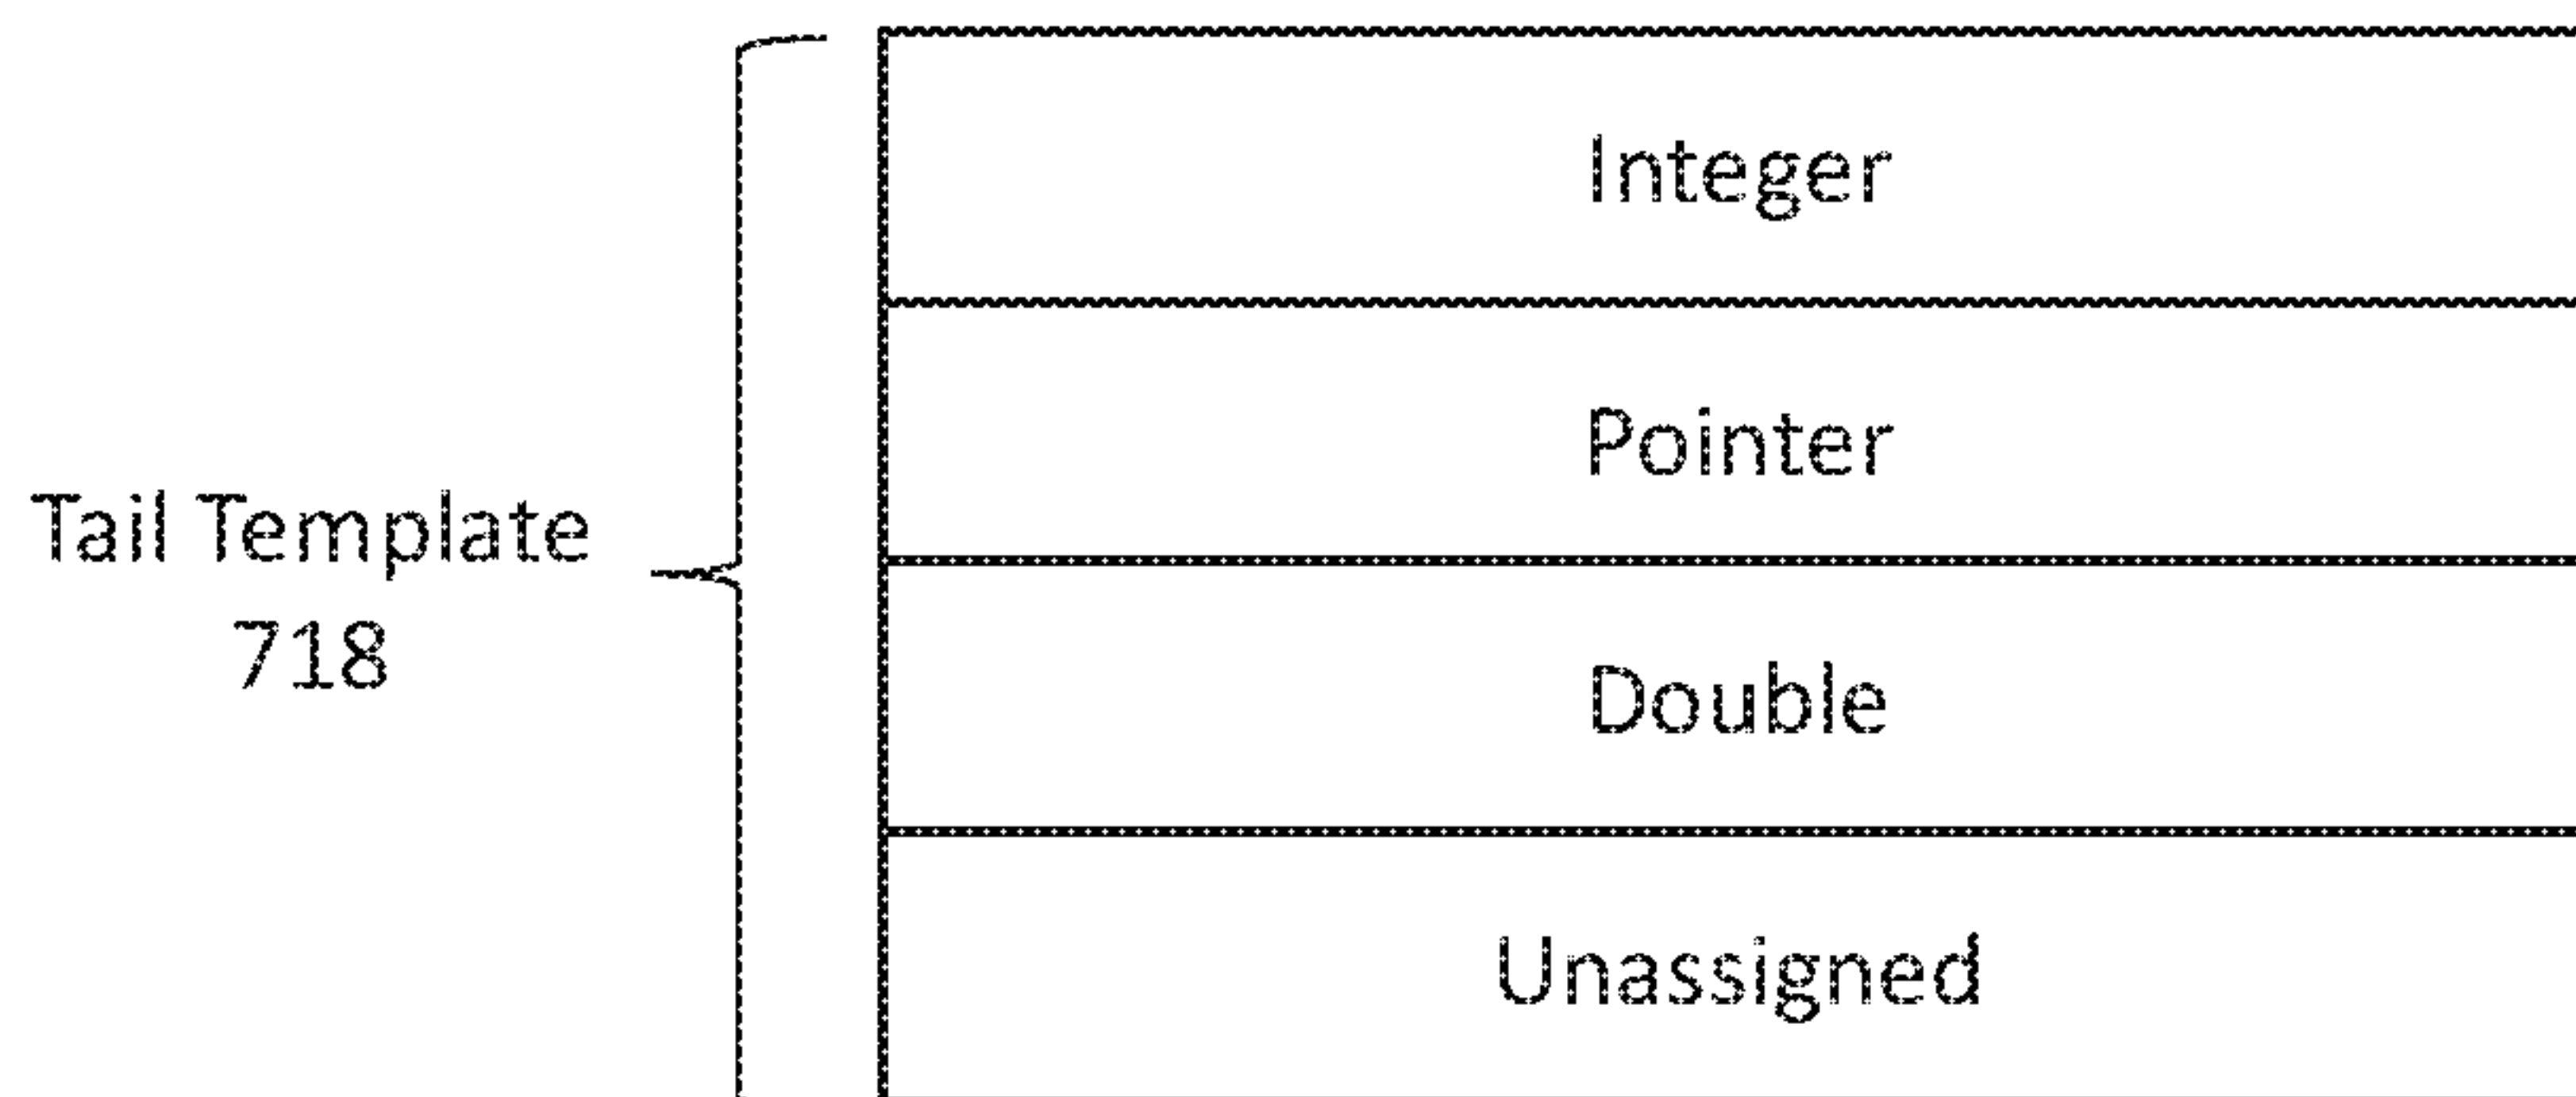 Integer
Pointer
Tail Template
718
Double
Unassigned